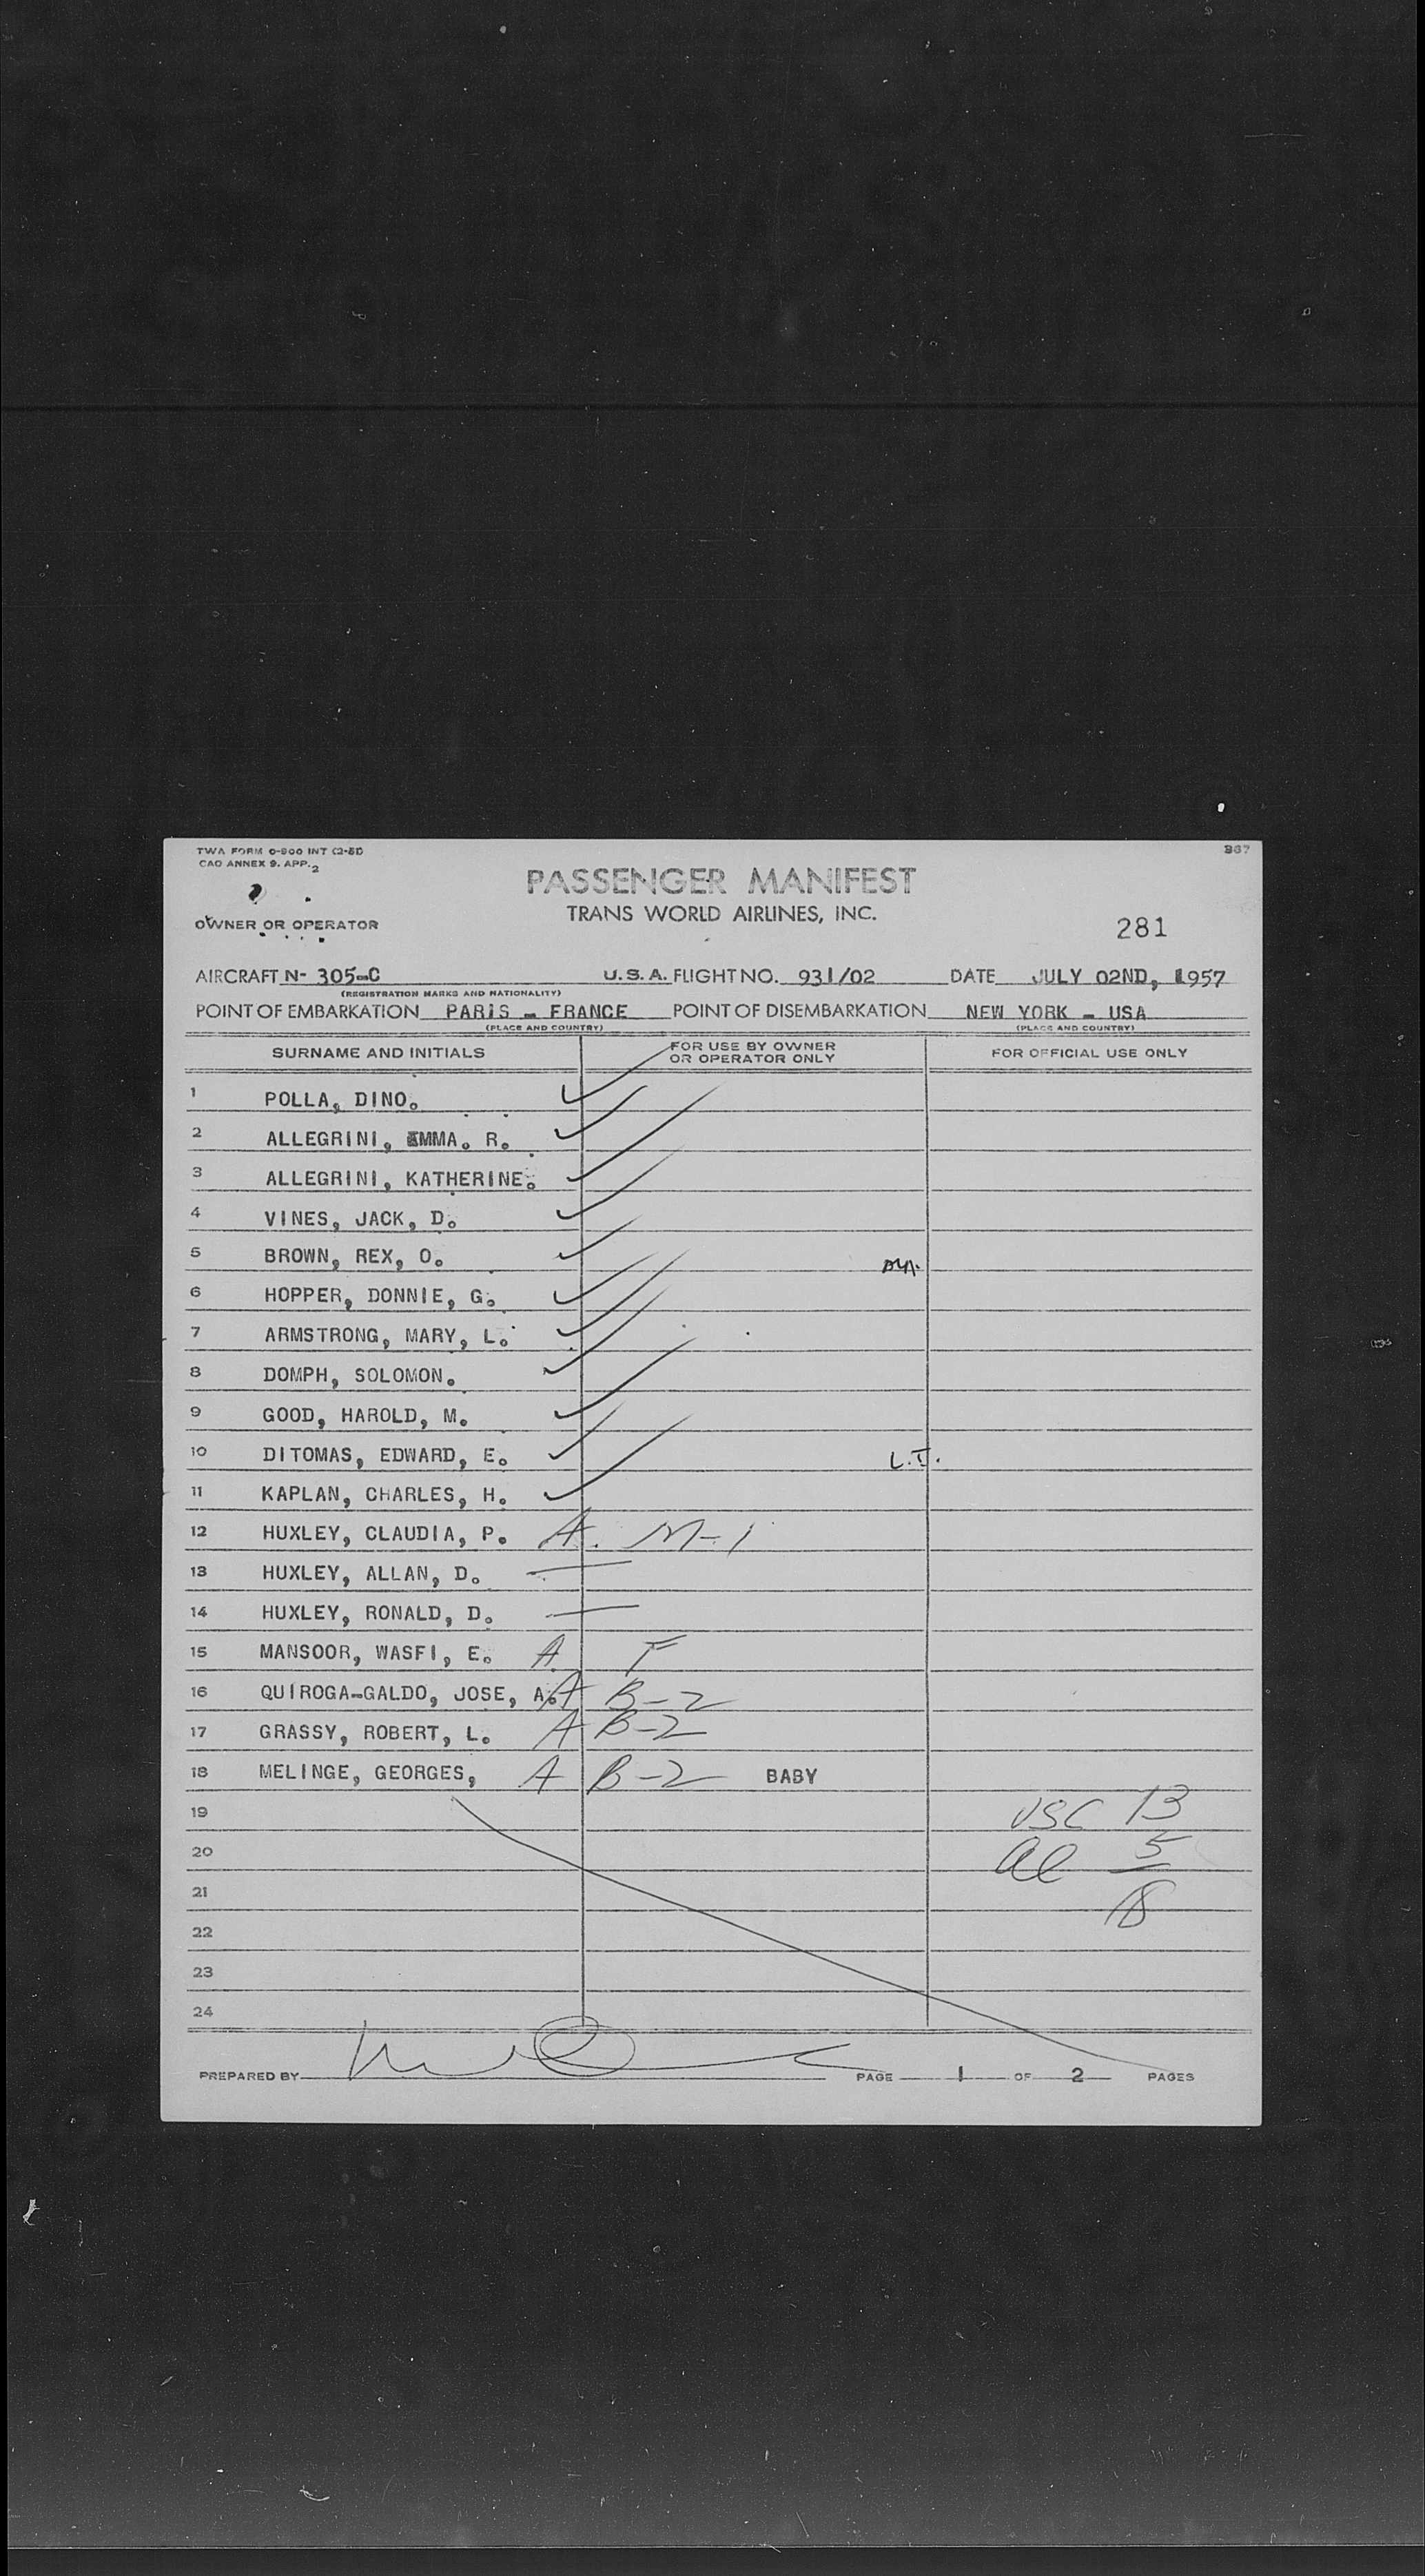 TWA FORM 0-900 INT (2-51)
CAO ANNEX 9. APP. 2
367
PASSENGER MANIFEST
TRANS WORLD AIRLINES, INC.
OWNER OR OPERATOR
281
AIRCRAFT N- 305-C U.S.A. FLIGHT NO. 931/02 DATE JULY 02ND, 1957
(REGISTRATION MARKS AND NATIONALITY)
POINT OF EMBARKATION PARIS - FRANCE POINT OF DISEMBARKATION NEW YORK - USA
(PLACE AND COUNTRY) (PLACE AND COUNTRY)
SURNAME AND INITIALS FOR USE BY OWNER OR OPERATOR ONLY FOR OFFICIAL USE ONLY
1 POLLA, DINO.
2 ALLEGRINI, EMMA. R.
3 ALLEGRINI, KATHERINE.
4 VINES, JACK, D.
5 BROWN, REX, O.
6 HOPPER, DONNIE, G.
7 ARMSTRONG, MARY, L.
8 DOMPH, SOLOMON.
9 GOOD, HAROLD, M.
10 DITOMAS, EDWARD, E. L.I.
11 KAPLAN, CHARLES, H.
12 HUXLEY, CLAUDIA, P. A. M-1
13 HUXLEY, ALLAN, D. —
14 HUXLEY, RONALD, D. —
15 MANSOOR, WASFI, E. A F
16 QUIROGA-GALDO, JOSE, A. A B-2
17 GRASSY, ROBERT, L. A B-2
18 MELINGE, GEORGES, A B-2 BABY
19 USC 13
20 al 5
21 18
22
23
24
PREPARED BY PAGE 1 OF 2 PAGES